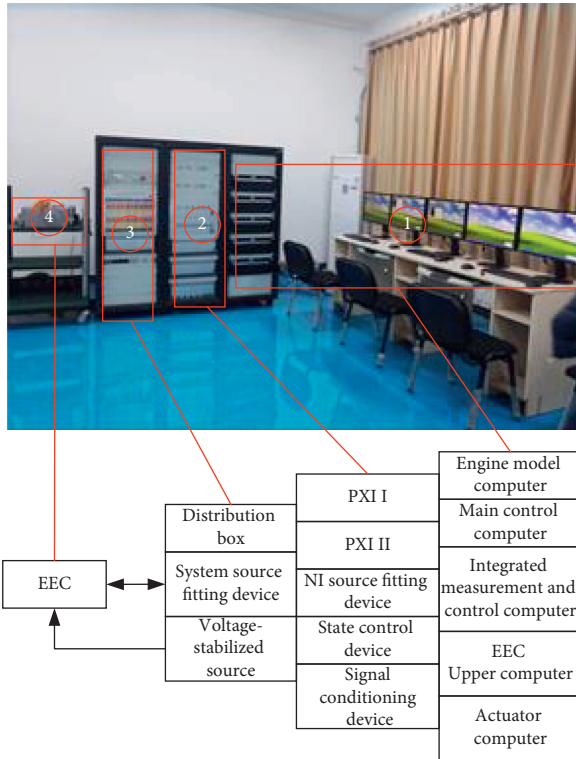 4
3
2
1
Engine model
computer
Main control
computer
Integrated
measurement and
control computer
EEC
Upper computer
Actuator
computer
PXI I
PXI II
NI source fitting
device
State control
device
Signal
conditioning
device
Distribution
box
System source
fitting device
Voltage-
stabilized
source
EEC